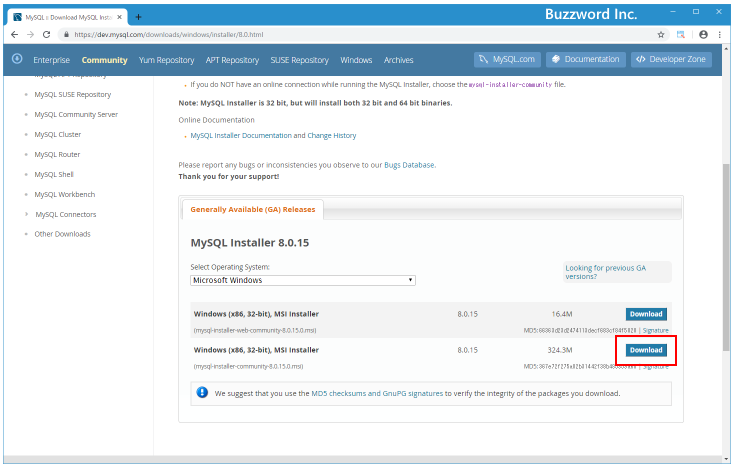 MySQL :: Download MySQL Inst
Buzzword Inc.
https://dev.mysql.com/downloads/windows/installer/8.0.html
Enterprise Community Yum Repository APT Repository SUSE Repository Windows Archives MySQL.com Documentation Developer Zone
MySQL SUSE Repository
MySQL Community Server
MySQL Cluster
MySQL Router
MySQL Shell
MySQL Workbench
MySQL Connectors
Other Downloads
If you do NOT have an online connection while running the MySQL Installer, choose the mysql-installer-community file.
Note: MySQL Installer is 32 bit, but will install both 32 bit and 64 bit binaries.
Online Documentation
MySQL Installer Documentation and Change History
Please report any bugs or inconsistencies you observe to our Bugs Database.
Thank you for your support!
Generally Available (GA) Releases
MySQL Installer 8.0.15
Select Operating System:
Microsoft Windows
Looking for previous GA
versions?
Windows (x86, 32-bit), MSI Installer 8.0.15 16.4M Download
(mysql-installer-web-community-8.0.15.0.msi) MD5: | Signature
Windows (x86, 32-bit), MSI Installer 8.0.15 324.3M Download
(mysql-installer-community-8.0.15.0.msi) MD5: | Signature
We suggest that you use the MD5 checksums and GnuPG signatures to verify the integrity of the packages you download.